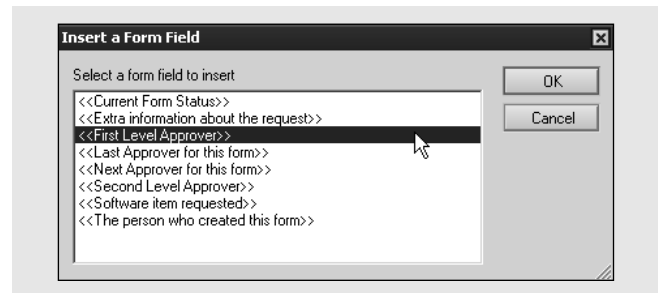 Insert a Form Field
Select a form field to insert
<<Current Form Status>>
<<Extra information about the request>>
<<First Level Approver>>
<<Last Approver for this form>>
<<Next Approver for this form>>
<<Second Level Approver>>
<<Software item requested>>
<<The person who created this form>>
OK
Cancel